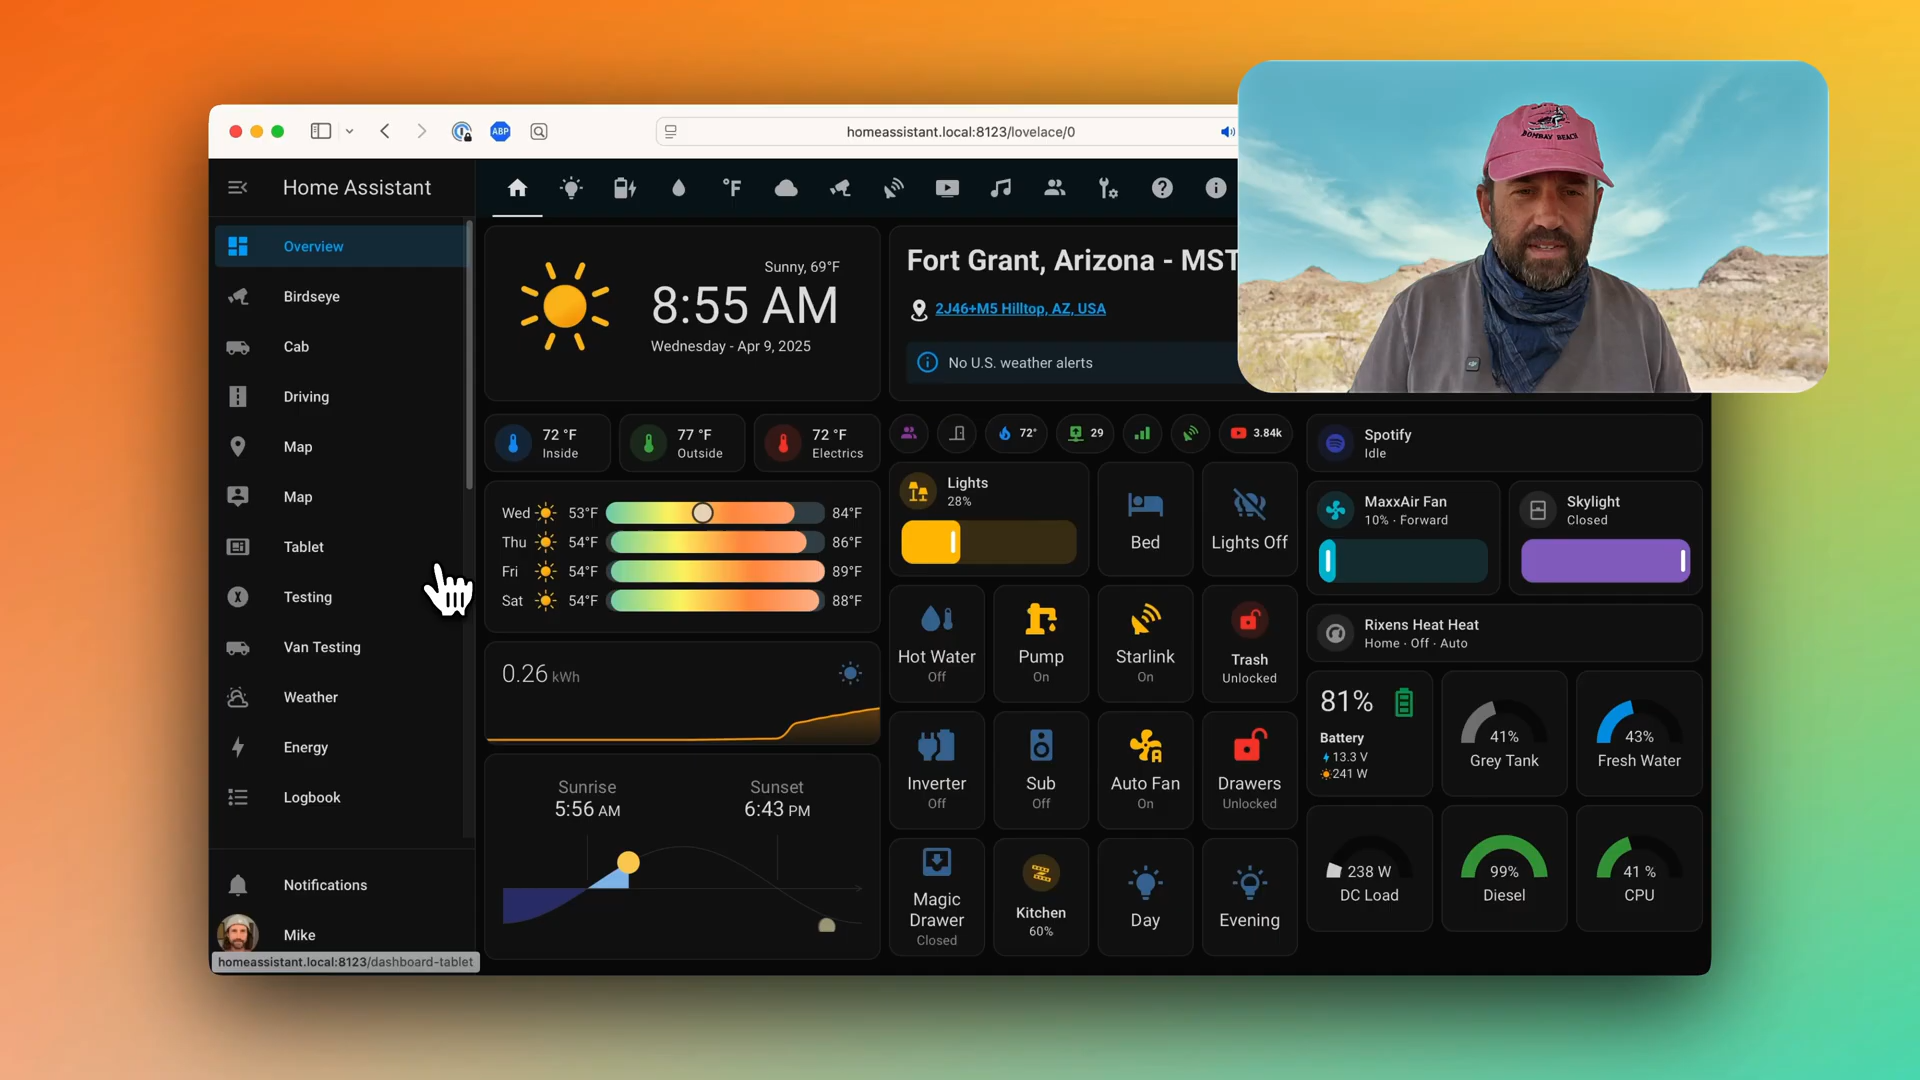 ABP
homeassistant.local:8123/lovelace/0
BOMBAY BEACH
Home Assistant
°F
Overview
Birdseye
Cab
Driving
Map
Map
Tablet
Testing
Van Testing
Weather
Energy
Logbook
Notifications
Mike
homeassistant.local:8123/dashboard-tablet
Sunny, 69°F
8:55 AM
Wednesday - Apr 9, 2025
Fort Grant, Arizona - MST
2J46+M5 Hilltop, AZ, USA
No U.S. weather alerts
72 °F
Inside
77 °F
Outside
72 °F
Electrics
72°
29
3.84k
Wed 53°F 84°F
Thu 54°F 86°F
Fri 54°F 89°F
Sat 54°F 88°F
0.26 kWh
Sunrise
5:56 AM
Sunset
6:43 PM
Lights
28%
Bed
Lights Off
Hot Water
Off
Pump
On
Starlink
On
Trash
Unlocked
Inverter
Off
Sub
Off
Auto Fan
On
Drawers
Unlocked
Magic
Drawer
Closed
Kitchen
60%
Day
Evening
Spotify
Idle
MaxxAir Fan
10% · Forward
Skylight
Closed
Rixens Heat Heat
Home · Off · Auto
81%
Battery
13.3 V
241 W
41%
Grey Tank
43%
Fresh Water
238 W
DC Load
99%
Diesel
41 %
CPU